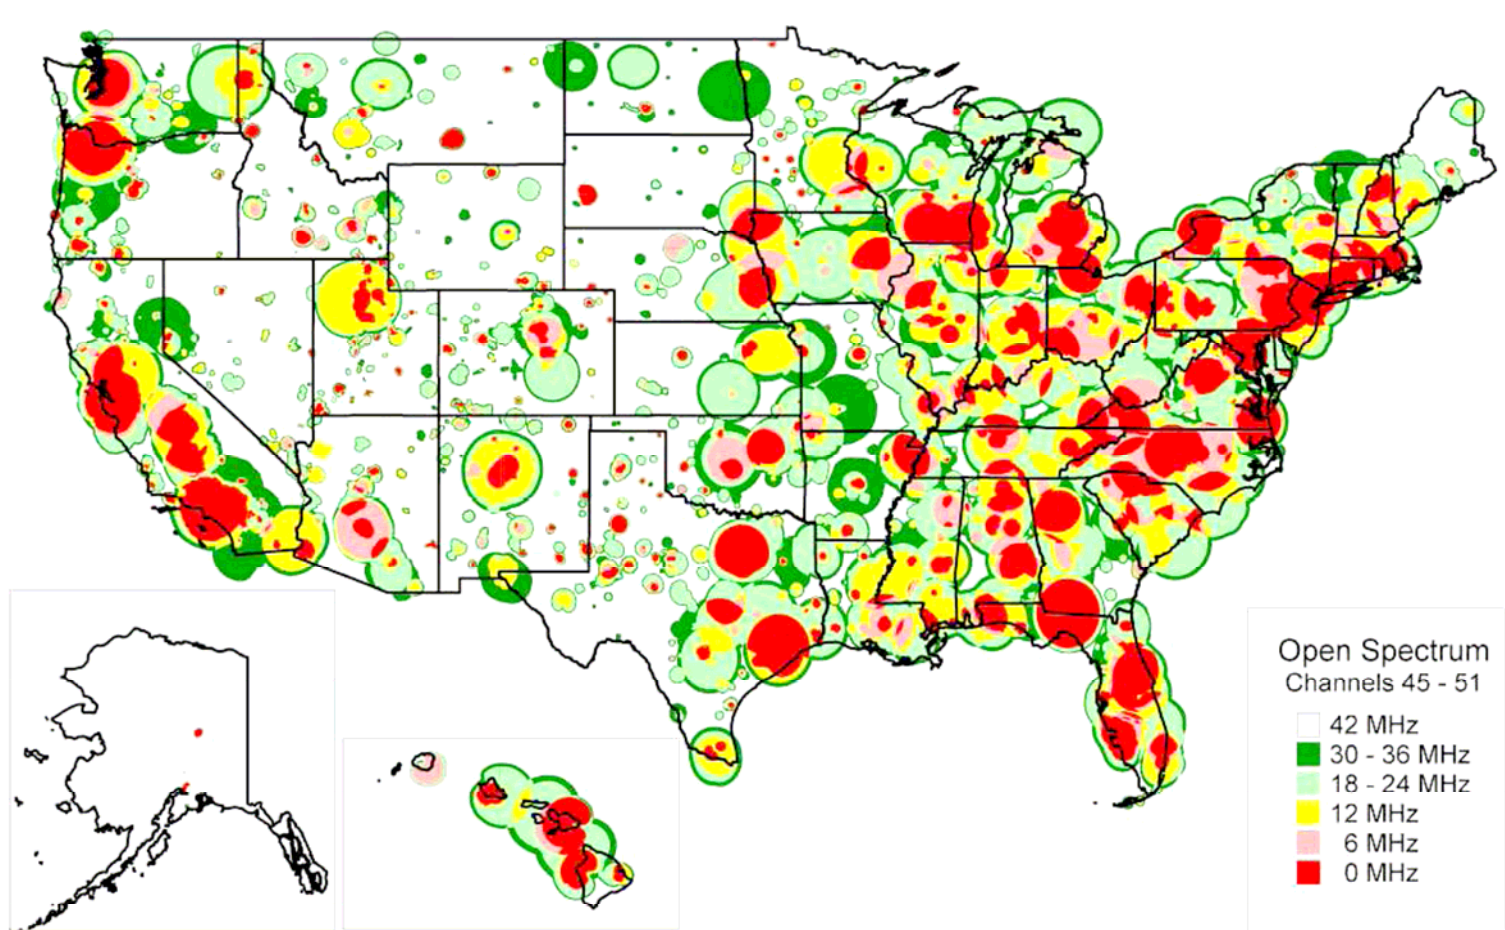 Open Spectrum
Channels 45 - 51
42 MHz
30 - 36 MHz
18 - 24 MHz
12 MHz
6 MHz
0 MHz